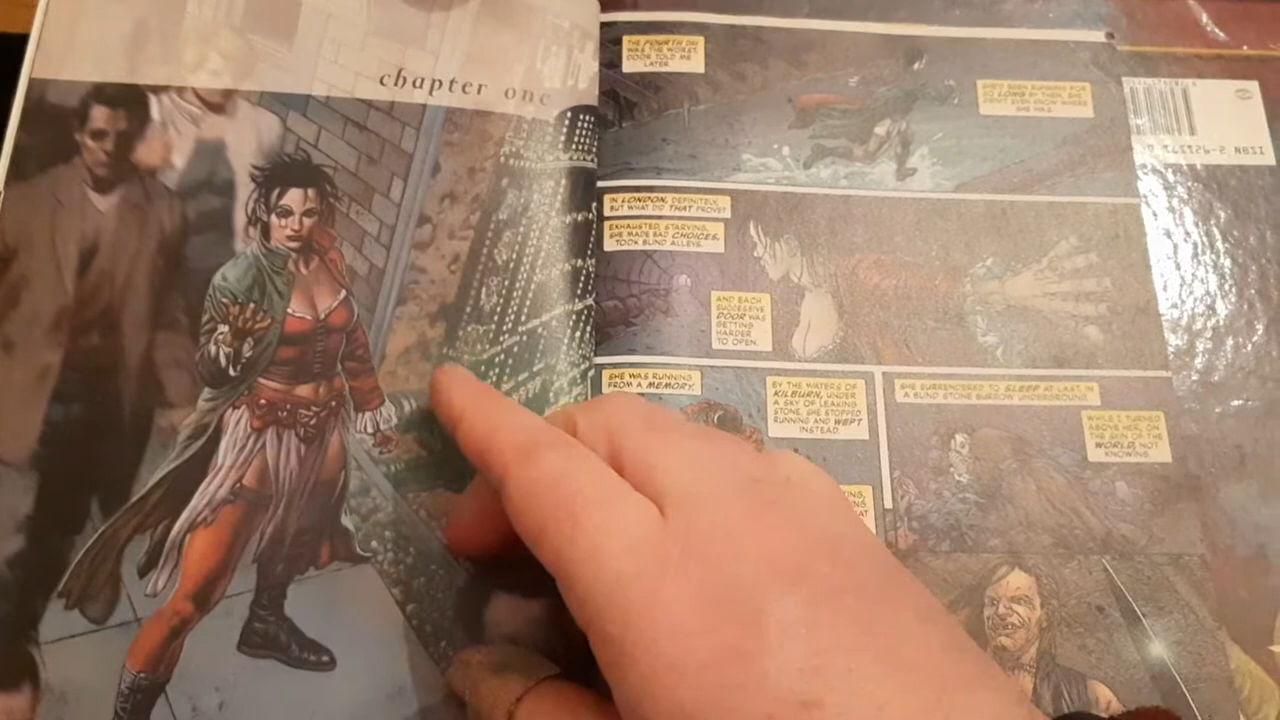 chapter one
THE FOURTH DAY
WAS THE WORST,
DOOR TOLD ME
LATER.
SHE'D BEEN RUNNING FOR
SO LONG BY THEN, SHE
DIDN'T EVEN KNOW WHERE
SHE WAS.
IN LONDON, DEFINITELY,
BUT WHAT DID THAT PROVE?
EXHAUSTED, STARVING,
SHE MADE BAD CHOICES,
TOOK BLIND ALLEYS.
AND EACH
SUCCESSIVE
DOOR WAS
GETTING
HARDER
TO OPEN.
SHE WAS RUNNING
FROM A MEMORY.
BY THE WATERS OF
KILBURN, UNDER
A SKY OF LEAKING
STONE, SHE STOPPED
RUNNING AND WEPT
INSTEAD.
SHE SURRENDERED TO SLEEP AT LAST, IN
A BLIND STONE BURROW UNDERGROUND.
WHILE I TURNED
ABOVE HER, ON
THE SKIN OF THE
WORLD, NOT
KNOWING.